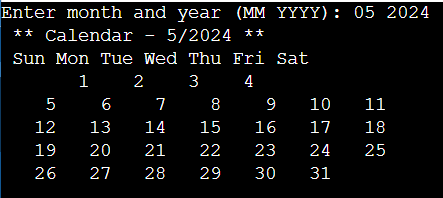 Enter month and year (MM YYYY): 05 2024
** Calendar - 5/2024 **
Sun Mon Tue Wed Thu Fri Sat
1 2 3 4
5 6 7 8 9 10 11
12 13 14 15 16 17 18
19 20 21 22 23 24 25
26 27 28 29 30 31